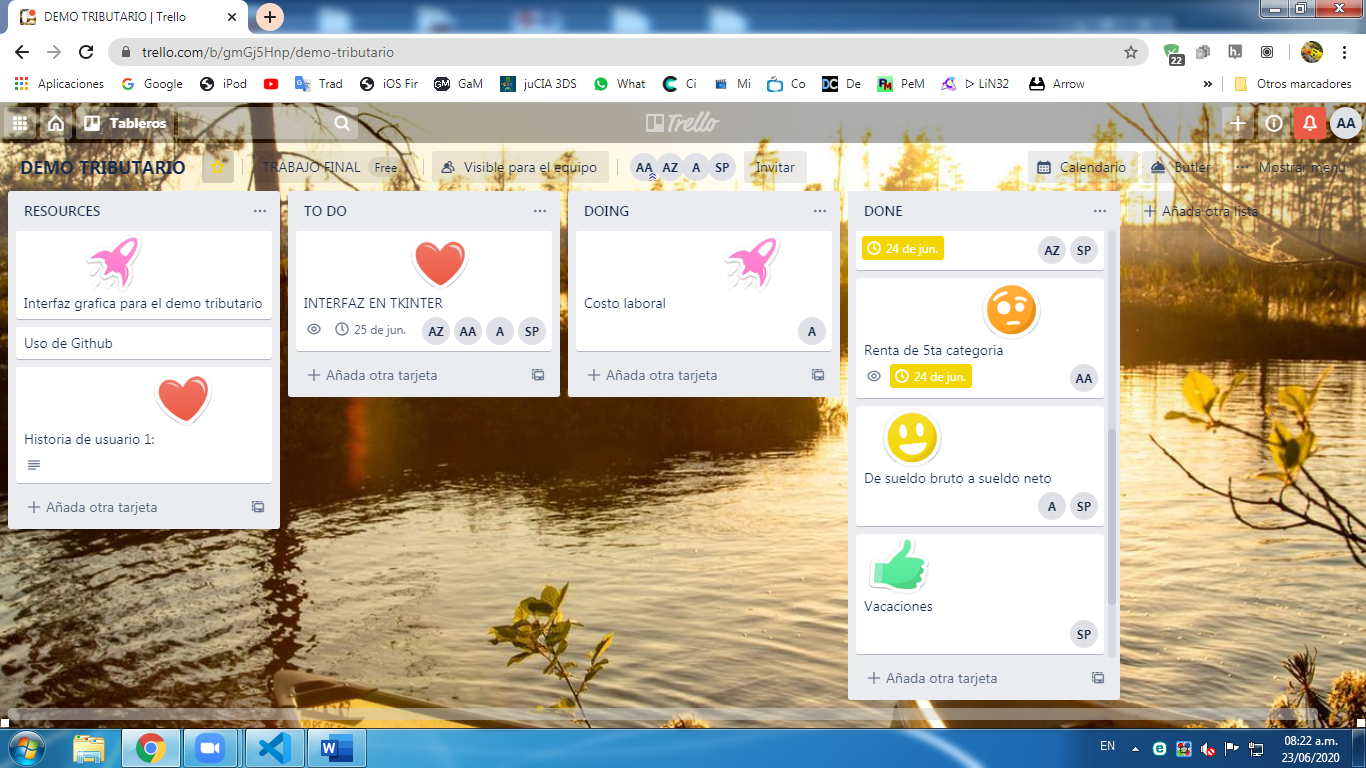 DEMO TRIBUTARIO | Trello
trello.com/b/gmGj5Hnp/demo-tributario
22
h.
Aplicaciones Google iPod Trad iOS Fir GaM juCIA 3DS What Ci Mi Co De PeM LiN32 Arrow » Otros marcadores
Tableros Trello AA
DEMO TRIBUTARIO TRABAJO FINAL Free Visible para el equipo AA AZ A SP Invitar Calendario Butler Mostrar menú
RESOURCES
Interfaz grafica para el demo tributario
Uso de Github
Historia de usuario 1:
+ Añada otra tarjeta
TO DO
INTERFAZ EN TKINTER
25 de jun. AZ AA A SP
+ Añada otra tarjeta
DOING
Costo laboral
A
+ Añada otra tarjeta
DONE
24 de jun. AZ SP
Renta de 5ta categoria
24 de jun. AA
De sueldo bruto a sueldo neto
A SP
Vacaciones
SP
+ Añada otra tarjeta
+ Añada otra lista
EN
08:22 a.m.
23/06/2020